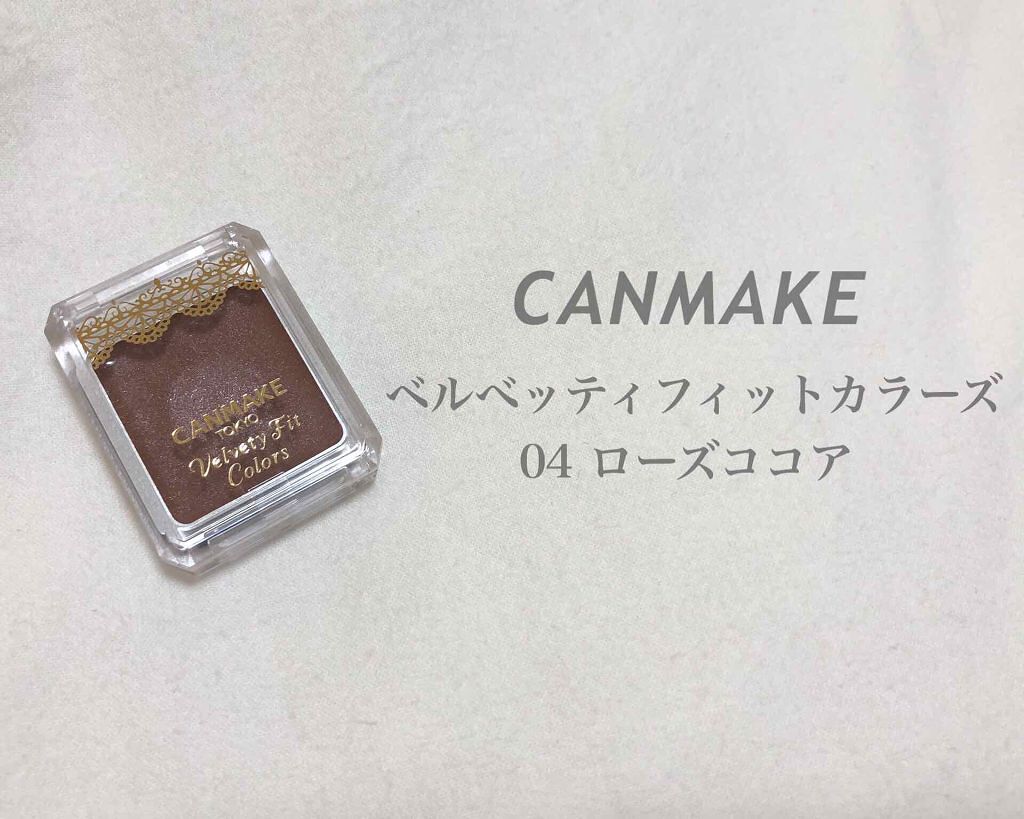 CANMAKE
TOKYO
Velvety Fit
Colors
CANMAKE
ベルベッティフィットカラーズ
04 ローズココア